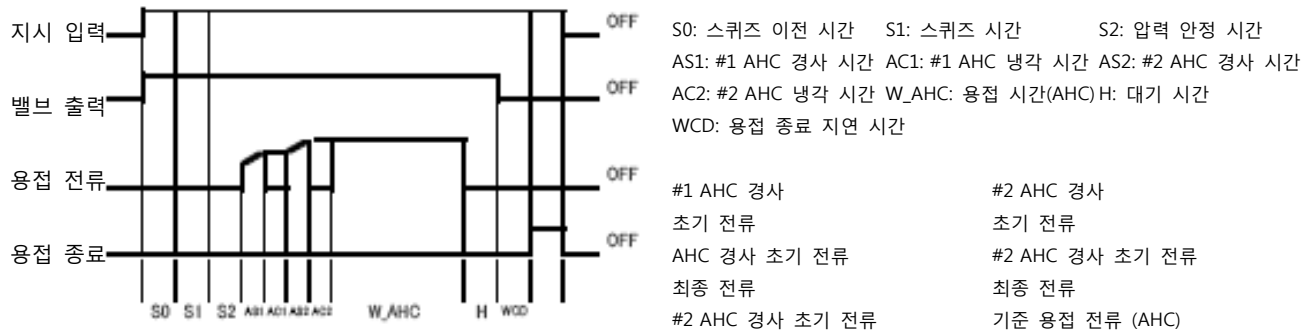 지시 입력
OFF
밸브 출력
OFF
용접 전류
OFF
용접 종료
OFF
S0 S1 S2 AS1 AC1 AS2 AC2 W_AHC H WCD
S0: 스퀴즈 이전 시간 S1: 스퀴즈 시간 S2: 압력 안정 시간
AS1: #1 AHC 경사 시간 AC1: #1 AHC 냉각 시간 AS2: #2 AHC 경사 시간
AC2: #2 AHC 냉각 시간 W_AHC: 용접 시간(AHC) H: 대기 시간
WCD: 용접 종료 지연 시간
#1 AHC 경사 #2 AHC 경사
초기 전류 초기 전류
AHC 경사 초기 전류 #2 AHC 경사 초기 전류
최종 전류 최종 전류
#2 AHC 경사 초기 전류 기준 용접 전류 (AHC)